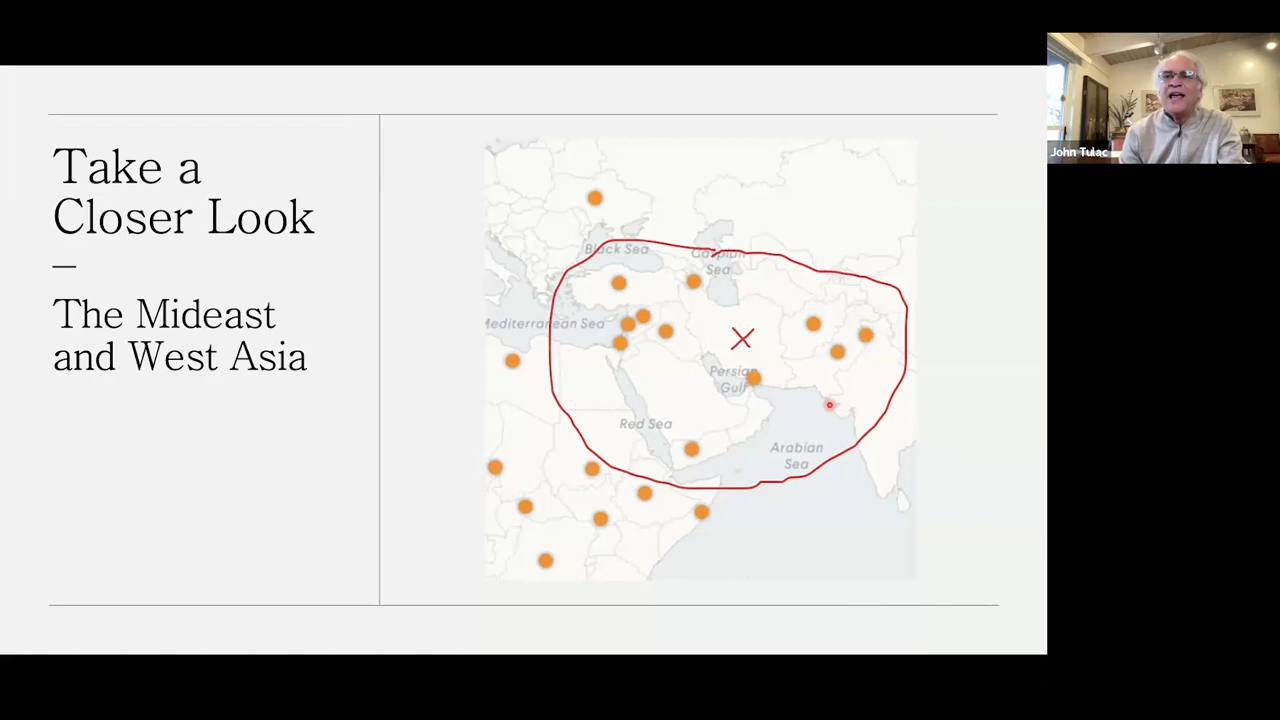 Take a
Closer Look
–
The Mideast
and West Asia
Black Sea
Caspian
Sea
Mediterranean Sea
Persian
Gulf
Red Sea
Arabian
Sea
John Tulac